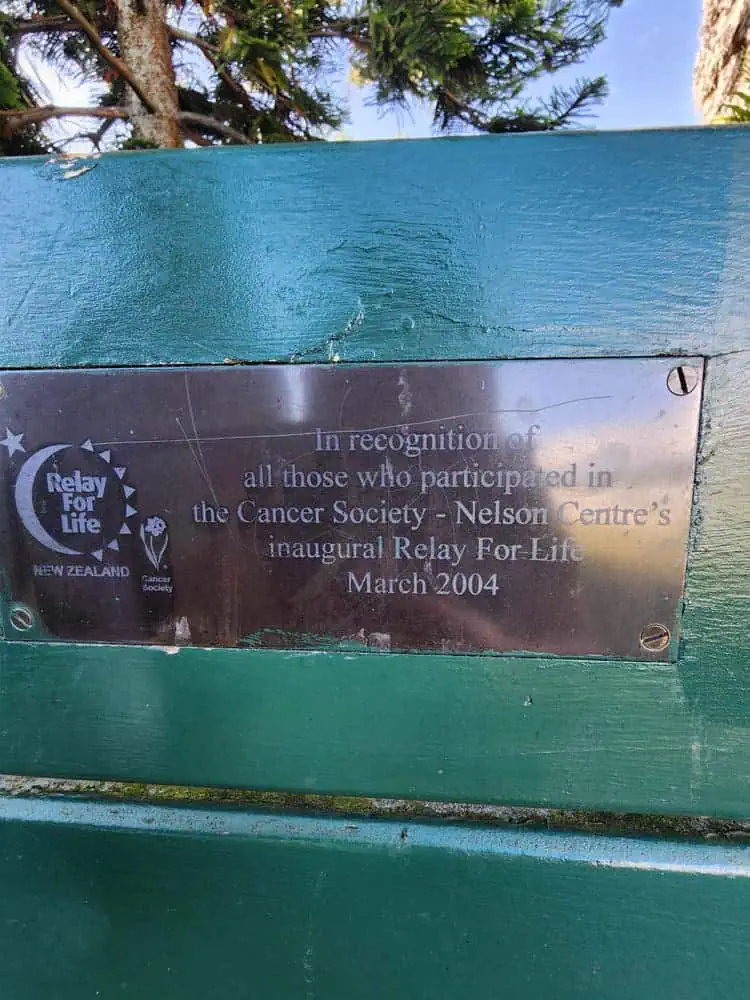 Relay
For
Life
NEW ZEALAND
Cancer
Society
In recognition of
all those who participated in
the Cancer Society - Nelson Centre's
inaugural Relay For Life
March 2004